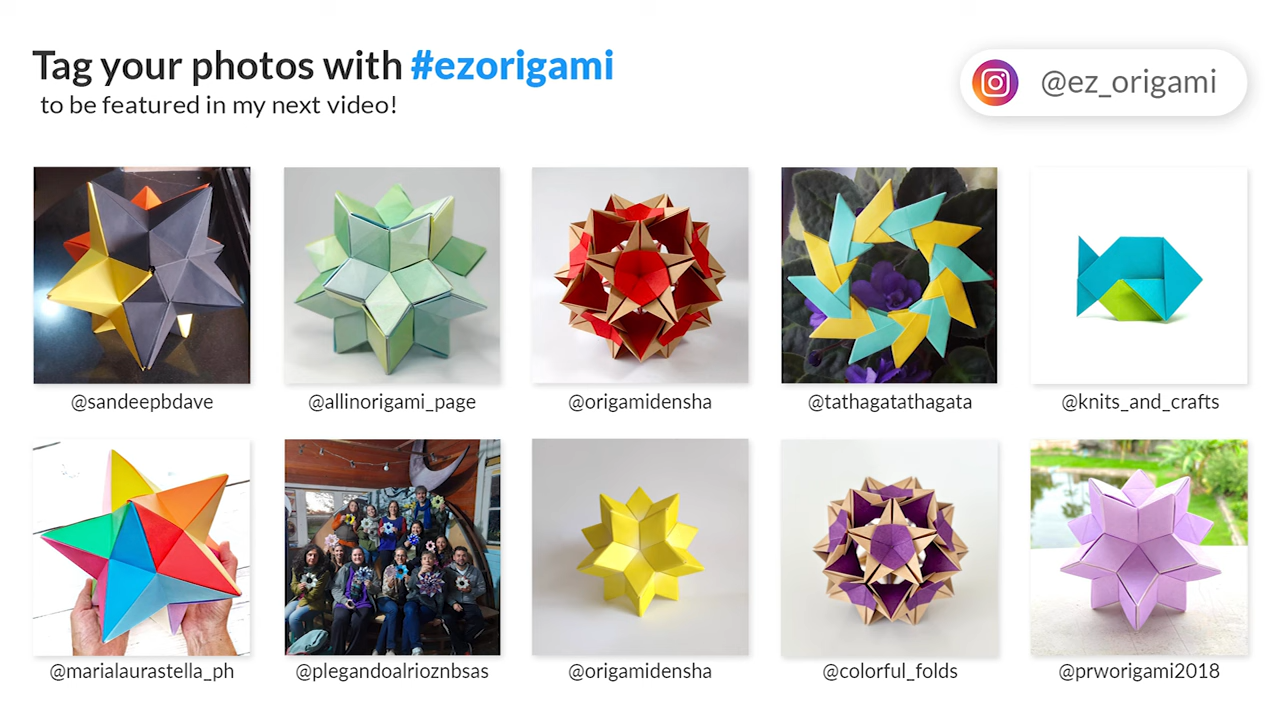 Tag your photos with #ezorigami
to be featured in my next video!
@ez_origami
@sandeepbdave
@allinorigami_page
@origamidensha
@tathagatathagata
@knits_and_crafts
@marialaurastella_ph
@plegandoalrioznbsas
@origamidensha
@colorful_folds
@prworigami2018